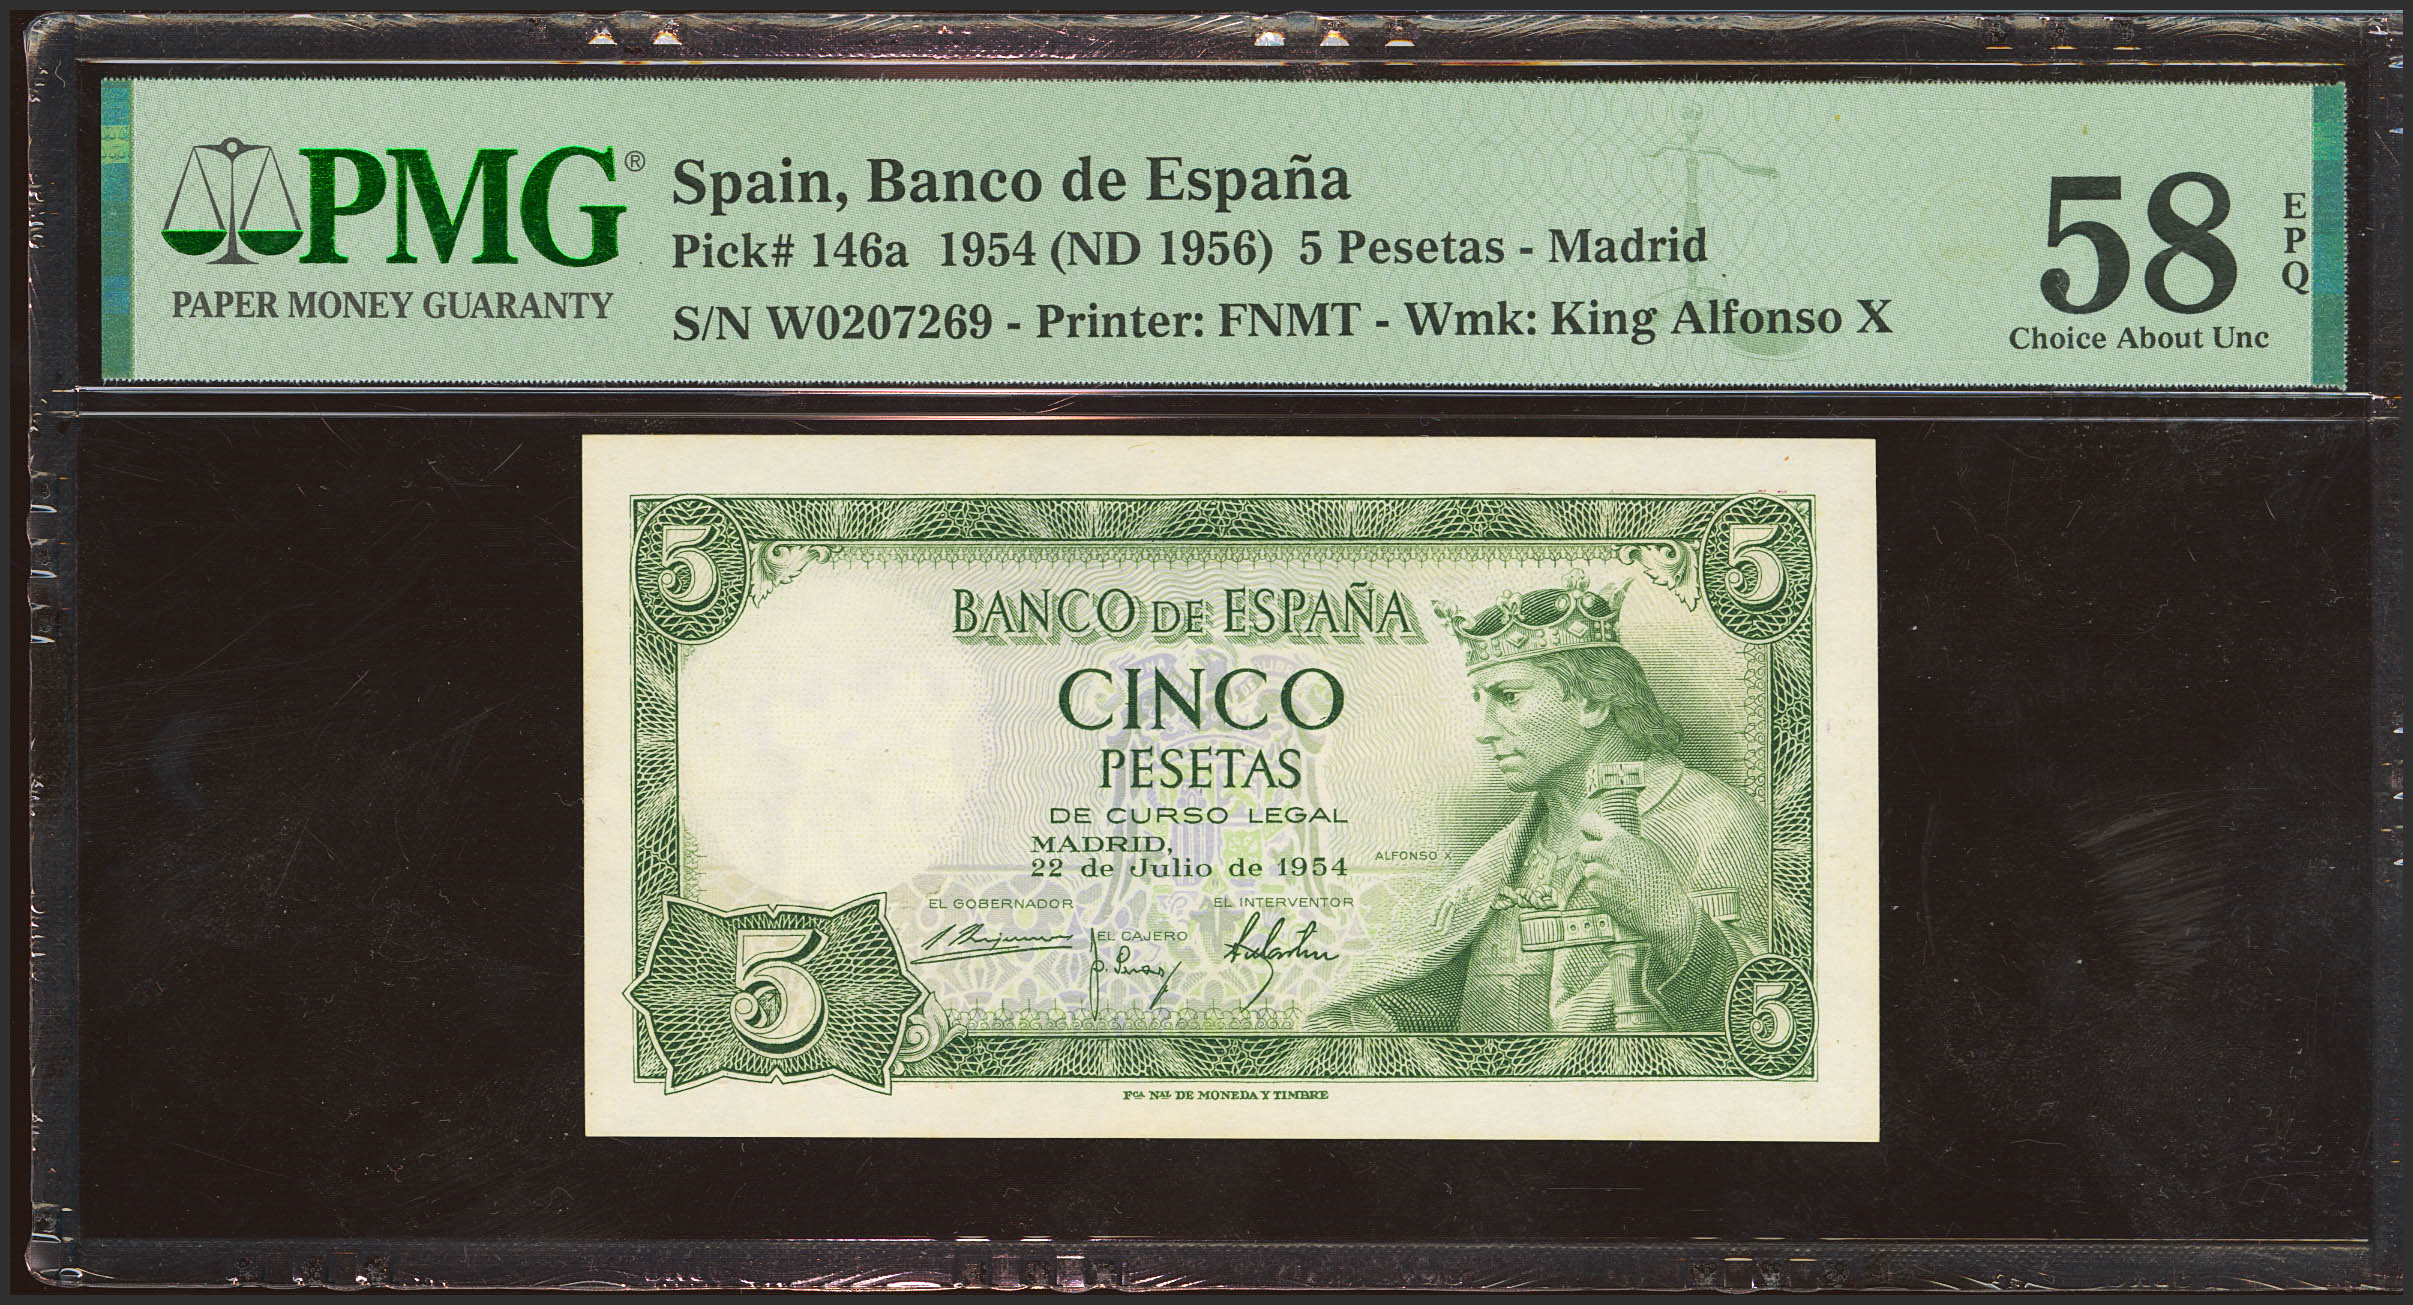 PMG®
PAPER MONEY GUARANTY
Spain, Banco de España
Pick# 146a 1954 (ND 1956) 5 Pesetas - Madrid
S/N W0207269 - Printer: FNMT - Wmk: King Alfonso X
58
EPQ
Choice About Unc
5
5
BANCO DE ESPAÑA
CINCO
PESETAS
DE CURSO LEGAL
MADRID,
22 de Julio de 1954
ALFONSO X
EL GOBERNADOR
EL INTERVENTOR
EL CAJERO
5
5
Fca Nal DE MONEDA Y TIMBRE